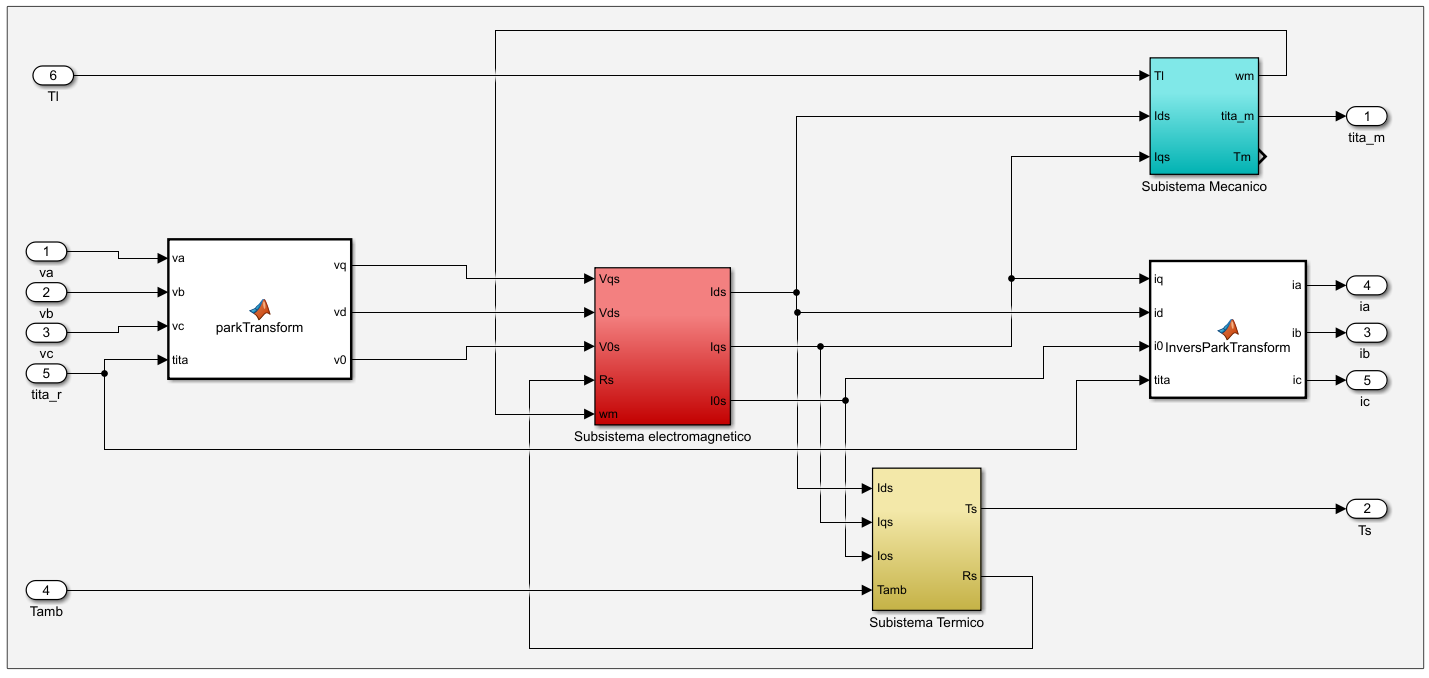 6
Tl
Tl
wm
Ids
tita_m
Iqs
Tm
Subistema Mecanico
1
tita_m
1
va
2
vb
3
vc
5
tita_r
va
vb
vc
tita
parkTransform
vq
vd
v0
Vqs
Vds
V0s
Rs
wm
Ids
Iqs
I0s
Subsistema electromagnetico
iq
id
i0
tita
InversParkTransform
ia
ib
ic
4
ia
3
ib
5
ic
Ids
Iqs
Ios
Tamb
Ts
Rs
Subistema Termico
2
Ts
4
Tamb